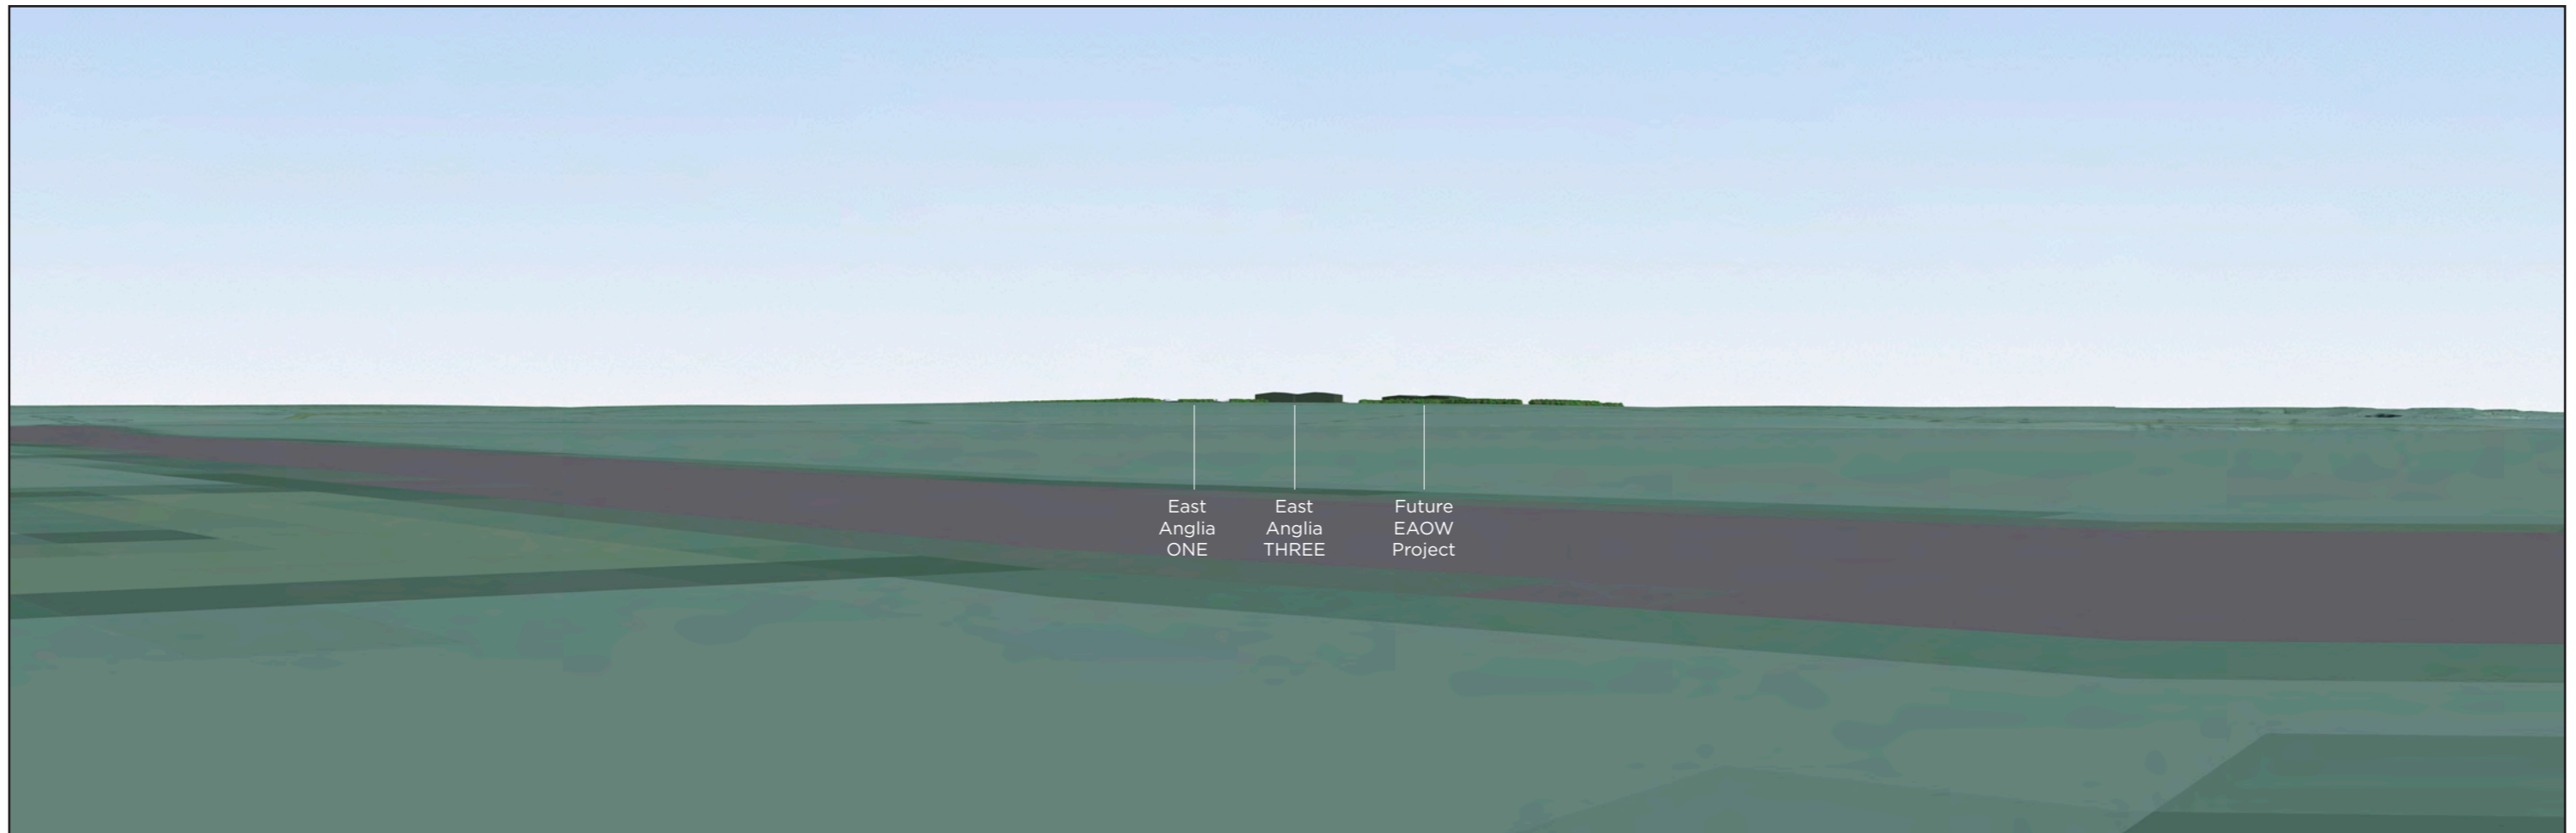 East
Anglia
ONE
East
Anglia
THREE
Future
EAOW
Project